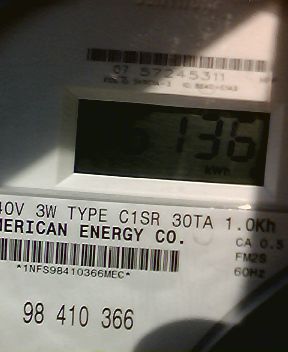 07 57245311
136
kWh
40V 3W TYPE C1SR 30TA 1.0Kh
MERICAN ENERGY CO.
CA 0.5
*1NFS98410366MEC*
FM2S
60Hz
98 410 366